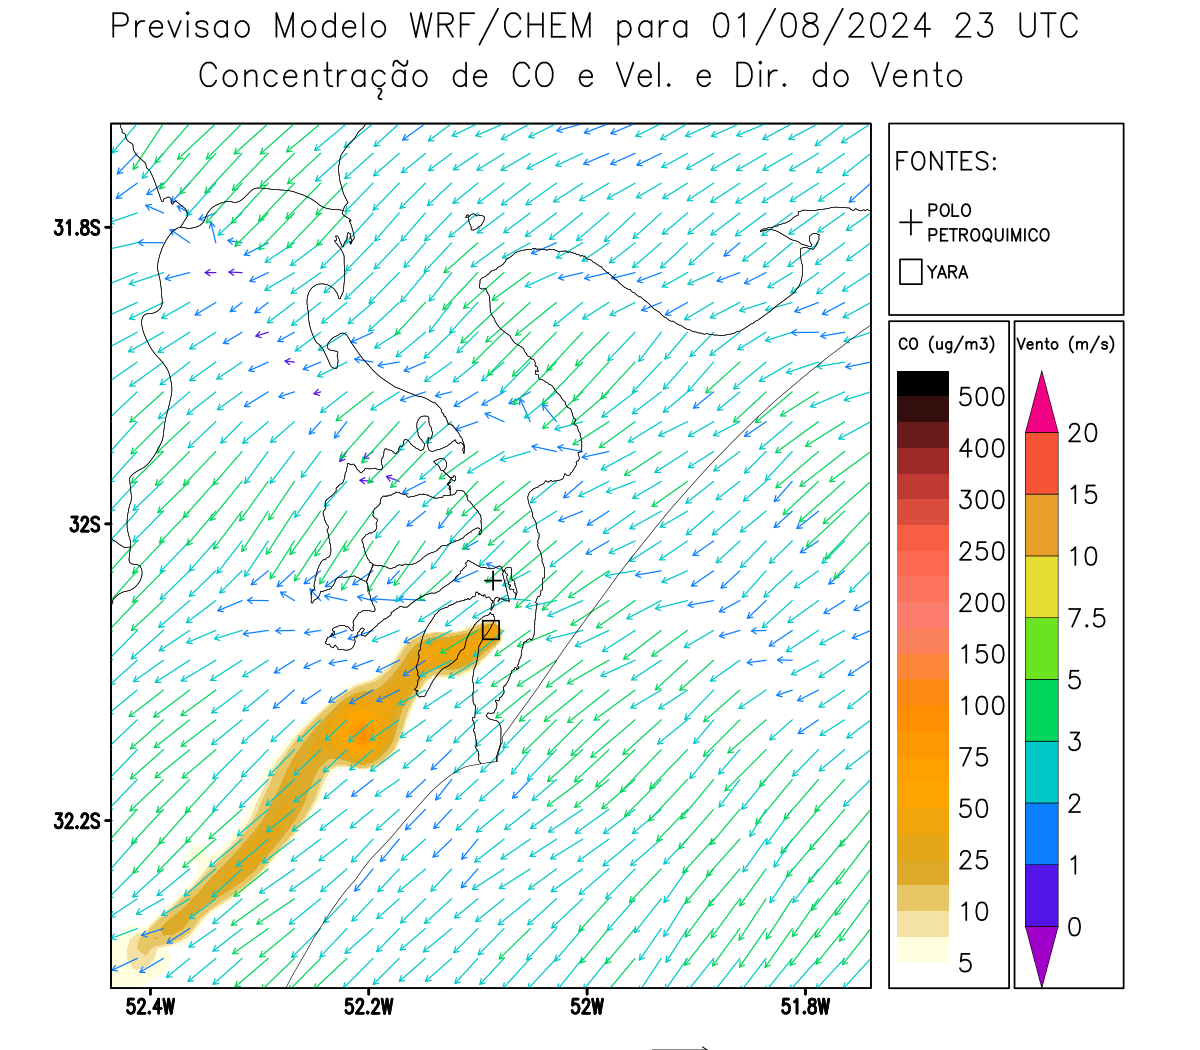 Previsao Modelo WRF/CHEM para 01/08/2024 23 UTC
Concentração de CO e Vel. e Dir. do Vento
FONTES:
POLO
PETROQUIMICO
YARA
CO (ug/m3)
500
400
300
250
200
150
100
75
50
25
10
5
Vento (m/s)
20
15
10
7.5
5
3
2
1
0
31.8S
32S
32.2S
52.4W
52.2W
52W
51.8W